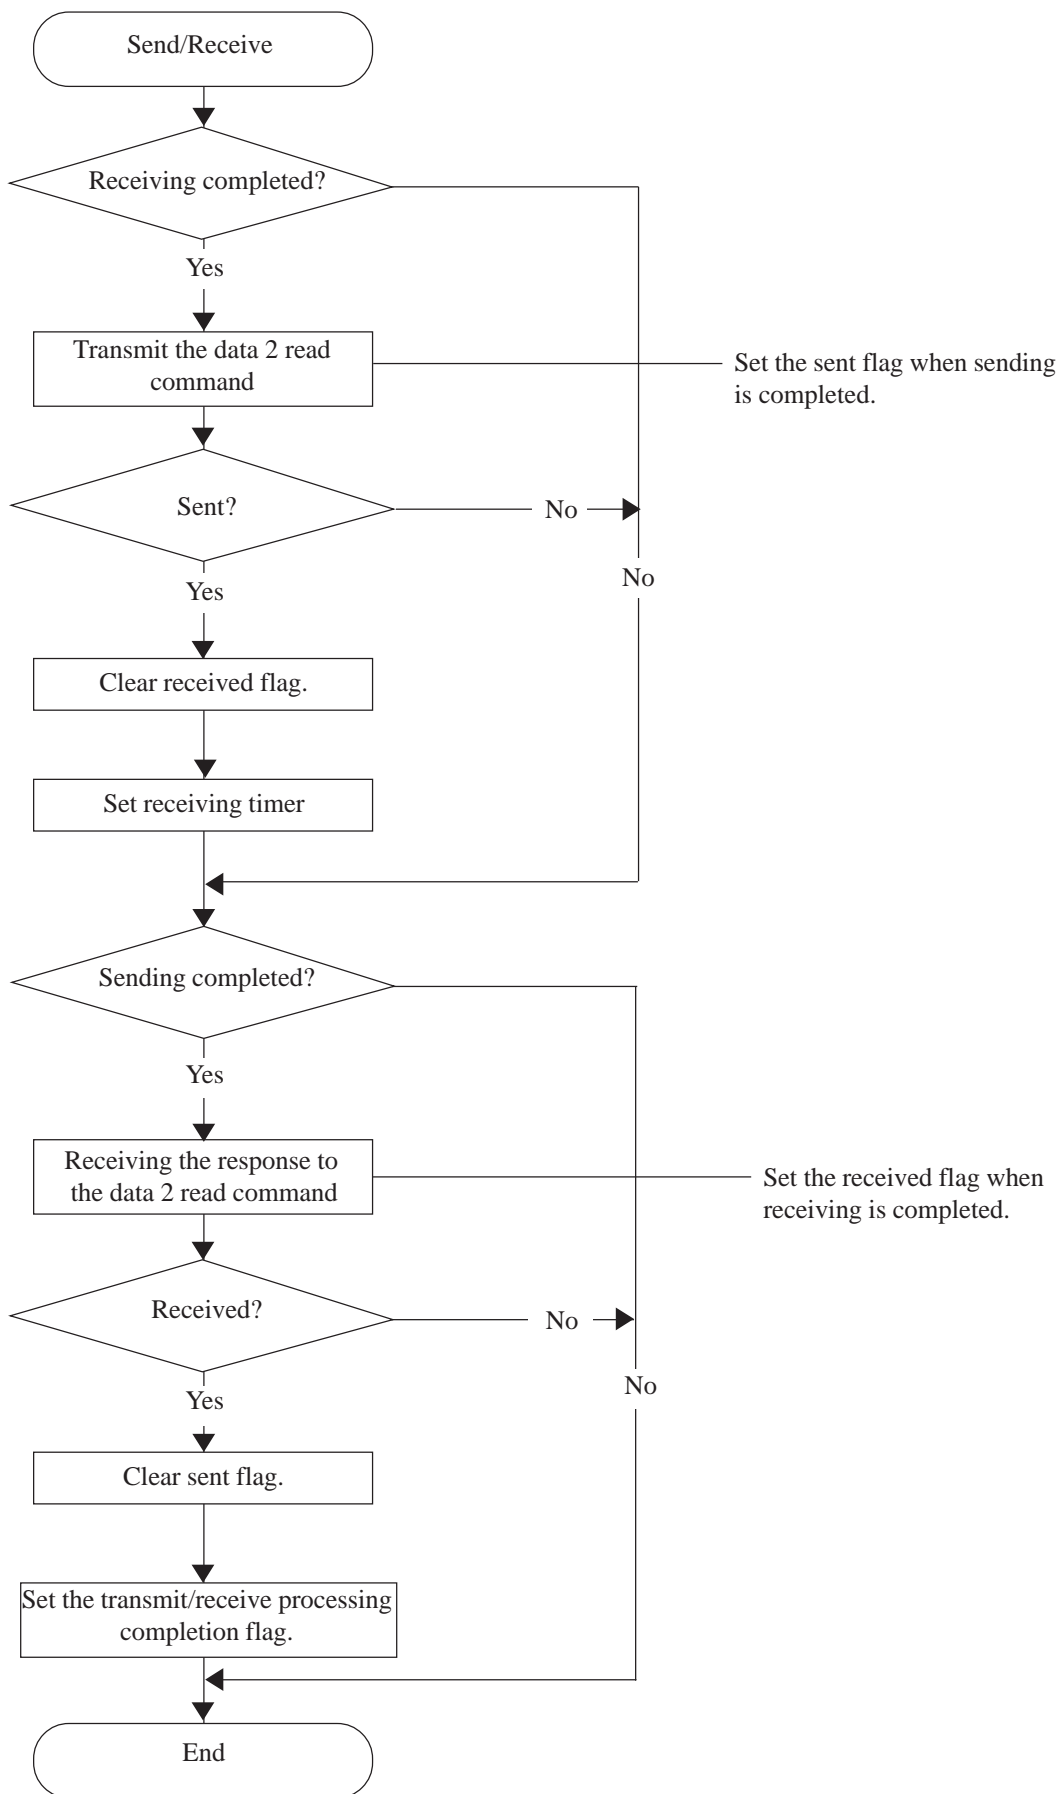 Send/Receive
Receiving completed?
Yes
Transmit the data 2 read
command
Set the sent flag when sending
is completed.
Sent?
No
No
Yes
Clear received flag.
Set receiving timer
Sending completed?
Yes
Receiving the response to
the data 2 read command
Set the received flag when
receiving is completed.
Received?
No
No
Yes
Clear sent flag.
Set the transmit/receive processing
completion flag.
End